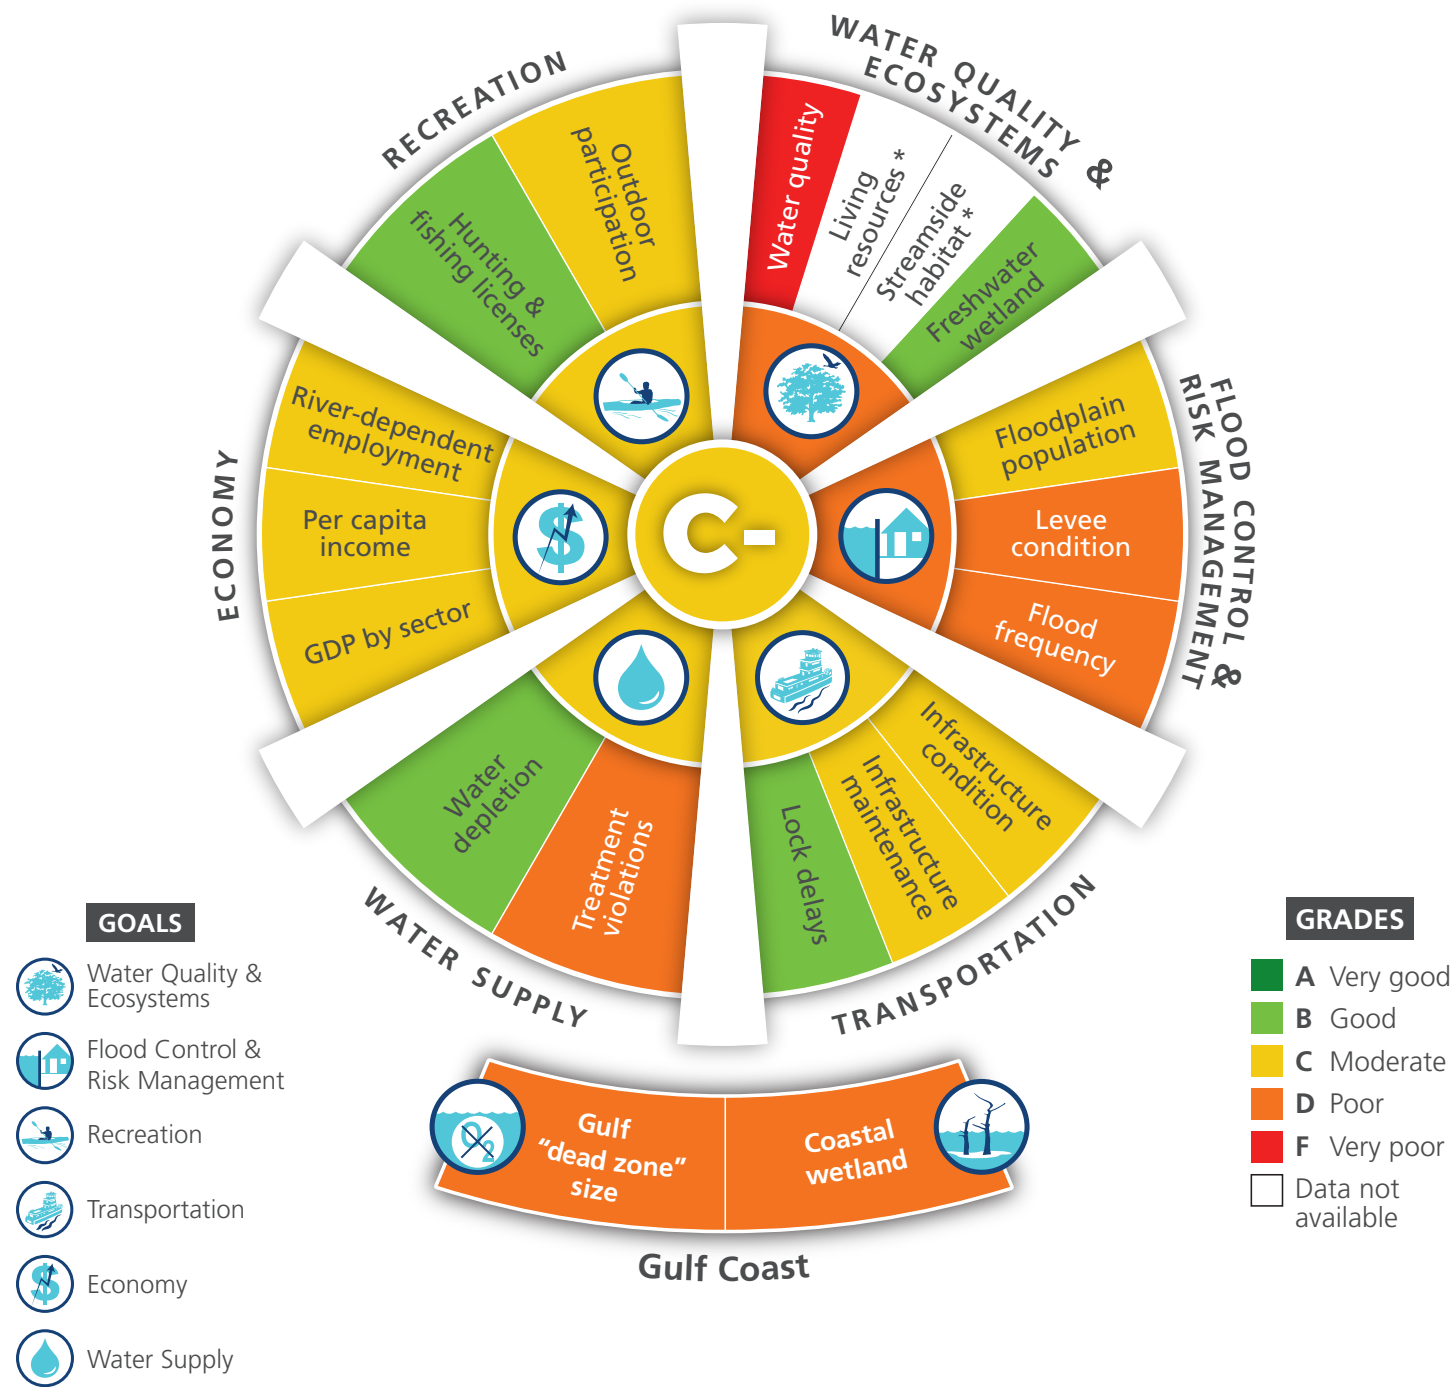 RECREATION
Outdoor
participation
Hunting &
fishing licenses
WATER QUALITY &
ECOSYSTEMS
Water quality
Living
resources *
Streamside
habitat *
Freshwater
wetland
FLOOD CONTROL &
RISK MANAGEMENT
Floodplain
population
Levee
condition
Flood
frequency
TRANSPORTATION
Infrastructure
condition
Infrastructure
maintenance
Lock delays
WATER SUPPLY
Treatment
violations
Water
depletion
ECONOMY
River-dependent
employment
Per capita
income
GDP by sector
$
C-
GOALS
Water Quality &
Ecosystems
Flood Control &
Risk Management
Recreation
Transportation
$
Economy
Water Supply
O2
Gulf
“dead zone”
size
Coastal
wetland
Gulf Coast
GRADES
A Very good
B Good
C Moderate
D Poor
F Very poor
Data not
available